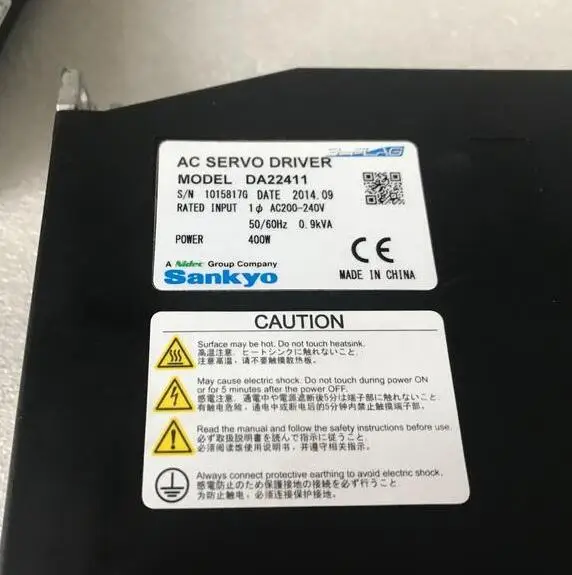 AC SERVO DRIVER
MODEL DA22411
S/N 1015817G DATE 2014.09
RATED INPUT 1ϕ AC200-240V
50/60Hz 0.9kVA
POWER 400W
CE
A Nidec Group Company
Sankyo
MADE IN CHINA
CAUTION
Surface may be hot. Do not touch heatsink.
高温注意. ヒートシンクに触れないこと.
注意高温, 请不要触摸散热板.
May cause electric shock. Do not touch during power ON
or for 5 minutes after the power OFF.
感電注意. 通電中や電源遮断後5分は端子部に触れないこと.
有触电危险, 通电中或断电后的5分钟内禁止触摸端子部.
Read the manual and follow the safety instructions before use.
必ず取扱説明書を読んで指示に従うこと.
必须阅读使用说明书, 并遵守相关指示.
Always connect protective earthing to avoid electric shock.
感電防止のため保護接地の接続を必ず行うこと
为防止触电, 必须连接保护接地.